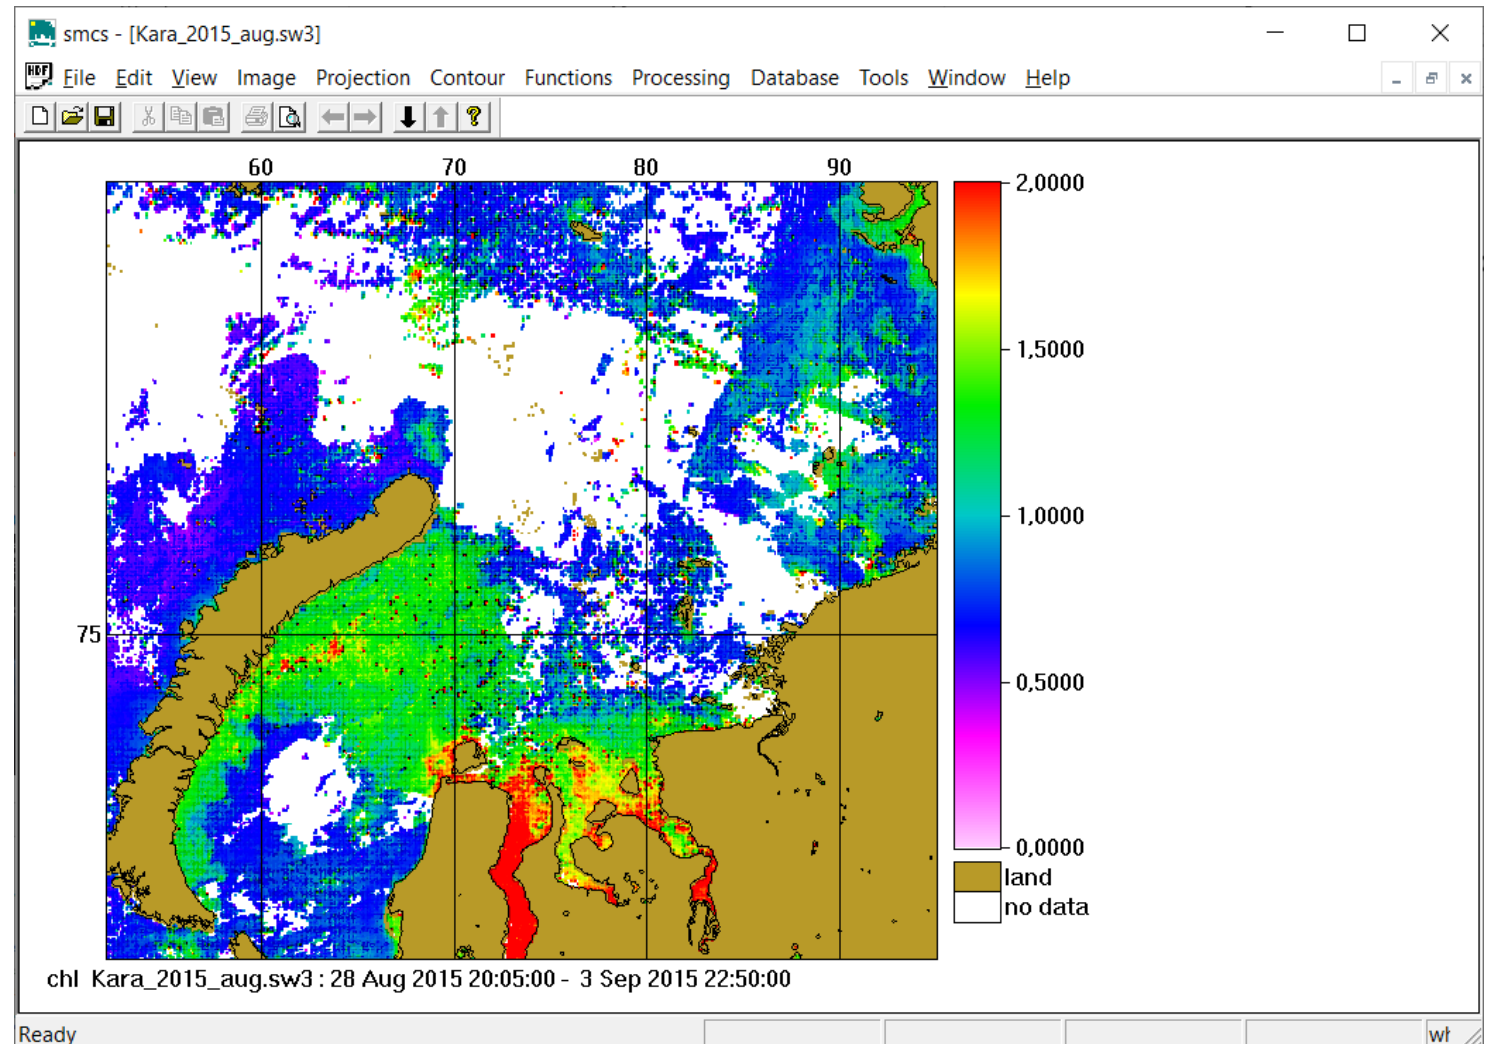 smcs - [Kara_2015_aug.sw3]
HDF File Edit View Image Projection Contour Functions Processing Database Tools Window Help
60 70 80 90
2,0000
1,5000
1,0000
75
0,5000
0,0000
land
no data
chl Kara_2015_aug.sw3 : 28 Aug 2015 20:05:00 - 3 Sep 2015 22:50:00
Ready